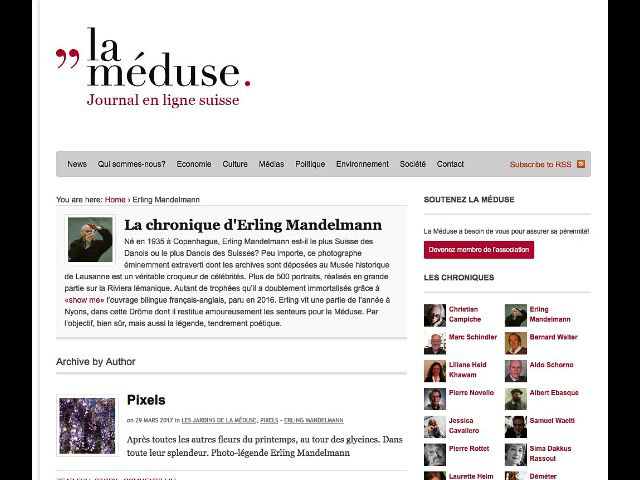 la
méduse.
Journal en ligne suisse
News Qui sommes-nous? Economie Culture Médias Politique Environnement Société Contact Subscribe to RSS
You are here: Home › Erling Mandelmann
La chronique d'Erling Mandelmann
Né en 1935 à Copenhague, Erling Mandelmann est-il le plus Suisse des
Danois ou le plus Danois des Suisses? Peu importe, ce photographe
éminemment extraverti dont les archives sont déposées au Musée historique
de Lausanne est un véritable croqueur de célébrités. Plus de 500 portraits, réalisés en grande
partie sur la Riviera lémanique. Autant de trophées qu'il a doublement immortalisés grâce à
«show me» l'ouvrage bilingue français-anglais, paru en 2016. Erling vit une partie de l'année à
Nyons, dans cette Drôme dont il restitue amoureusement les senteurs pour la Méduse. Par
l'objectif, bien sûr, mais aussi la légende, tendrement poétique.
Archive by Author
Pixels
on 29 MARS 2017 in LES JARDINS DE LA MÉDUSE, PIXELS - ERLING MANDELMANN
Après toutes les autres fleurs du printemps, au tour des glycines. Dans
toute leur splendeur. Photo-légende Erling Mandelmann
SOUTENEZ LA MÉDUSE
La Méduse a besoin de vous pour assurer sa pérennité!
Devenez membre de l'association
LES CHRONIQUES
Christian
Campiche
Erling
Mandelmann
Marc Schindler
Bernard Walter
Liliane Held
Khawam
Aldo Schorno
Pierre Novello
Albert Ebasque
Jessica
Cavallero
Samuel Waelti
Pierre Rottet
Sima Dakkus
Rassoul
Laurette Heim
Déméter